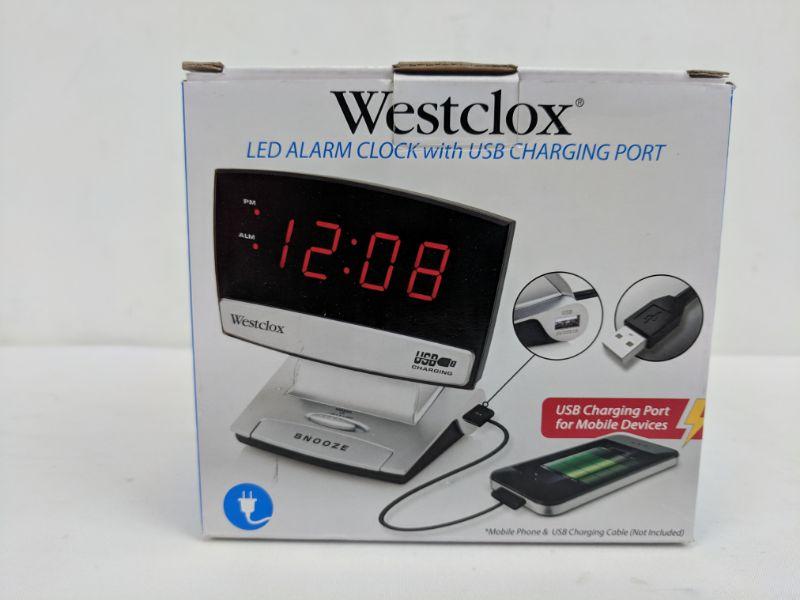 Westclox®
LED ALARM CLOCK with USB CHARGING PORT
PM
ALM
12:08
Westclox
USB
CHARGING
SNOOZE
USB
USB Charging Port
for Mobile Devices
*Mobile Phone & USB Charging Cable (Not Included)